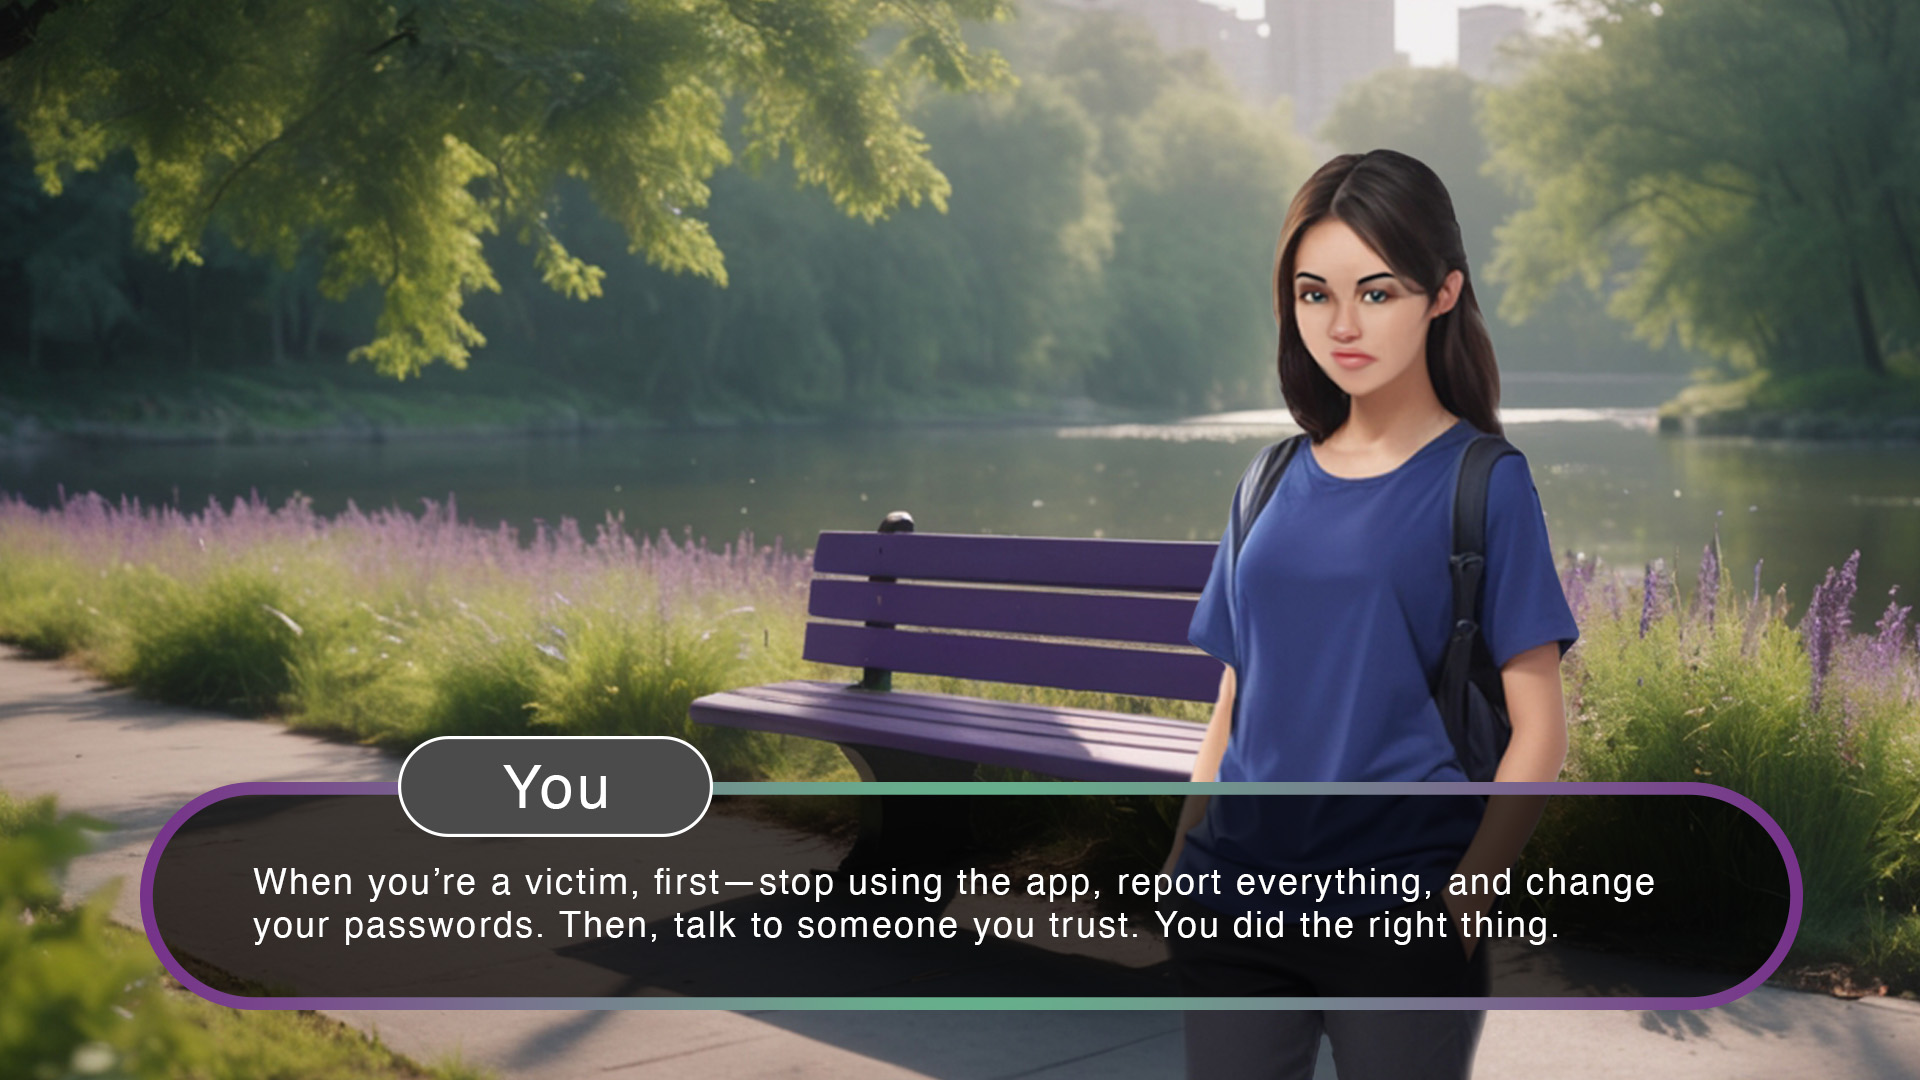 You
When you’re a victim, first—stop using the app, report everything, and change
your passwords. Then, talk to someone you trust. You did the right thing.